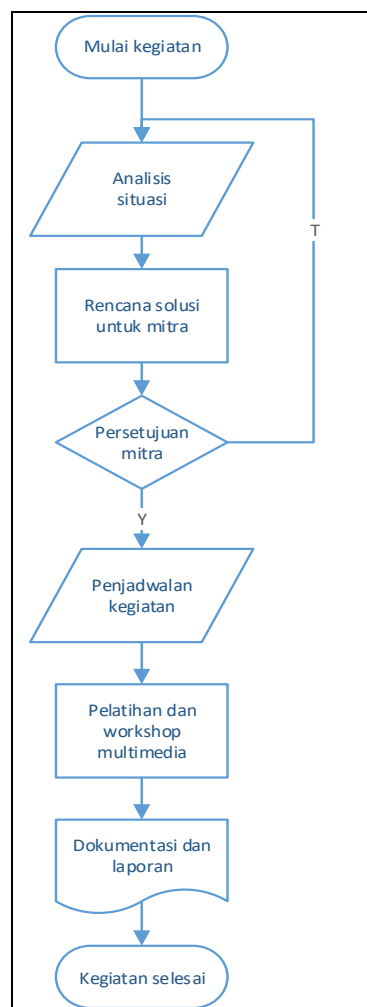 Mulai kegiatan
Analisis
situasi
T
Rencana solusi
untuk mitra
Persetujuan
mitra
Y
Penjadwalan
kegiatan
Pelatihan dan
workshop
multimedia
Dokumentasi dan
laporan
Kegiatan selesai